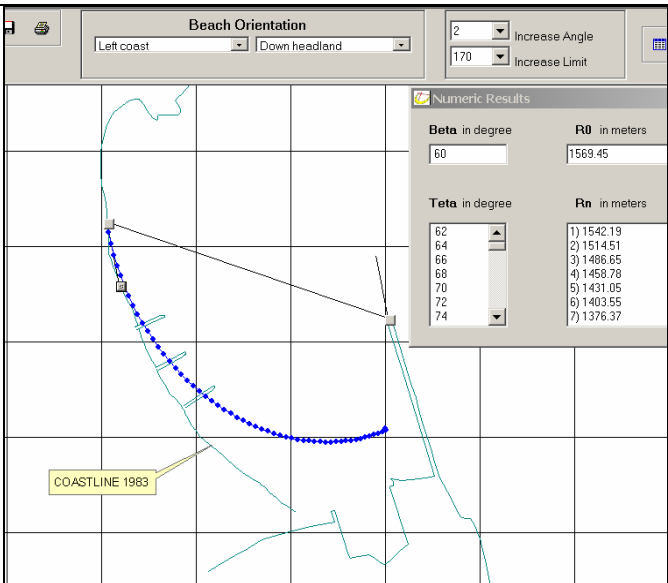 Beach Orientation
Left coast
Down headland
2
Increase Angle
170
Increase Limit
Numeric Results
Beta in degree
R0 in meters
60
1569.45
Teta in degree
Rn in meters
62
64
66
68
70
72
74
1) 1542.19
2) 1514.51
3) 1486.65
4) 1458.78
5) 1431.05
6) 1403.55
7) 1376.37
COASTLINE 1983